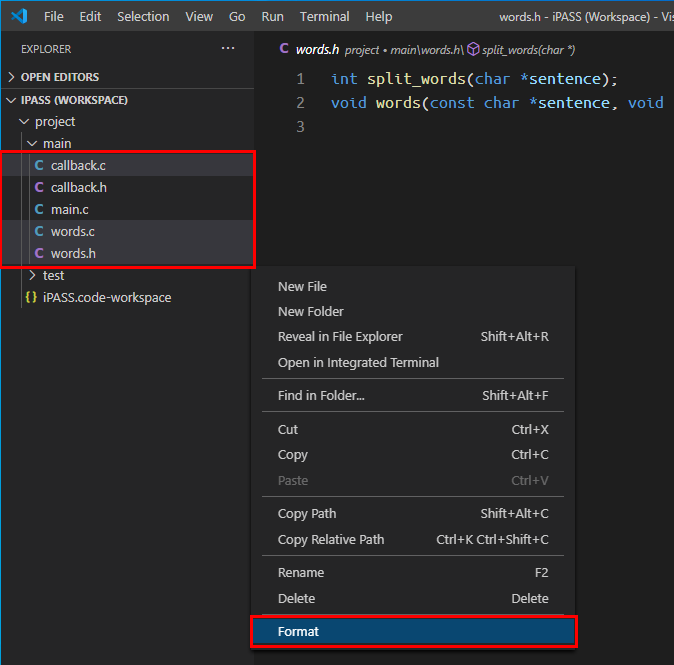 File Edit Selection View Go Run Terminal Help words.h - iPASS (Workspace) - Vis
EXPLORER ···
OPEN EDITORS
IPASS (WORKSPACE)
project
main
C callback.c
C callback.h
C main.c
C words.c
C words.h
test
{} iPASS.code-workspace
C words.h project • main\words.h\ split_words(char *)
1 int split_words(char *sentence);
2 void words(const char *sentence, void
3
New File
New Folder
Reveal in File Explorer Shift+Alt+R
Open in Integrated Terminal
Find in Folder... Shift+Alt+F
Cut Ctrl+X
Copy Ctrl+C
Paste Ctrl+V
Copy Path Shift+Alt+C
Copy Relative Path Ctrl+K Ctrl+Shift+C
Rename F2
Delete Delete
Format